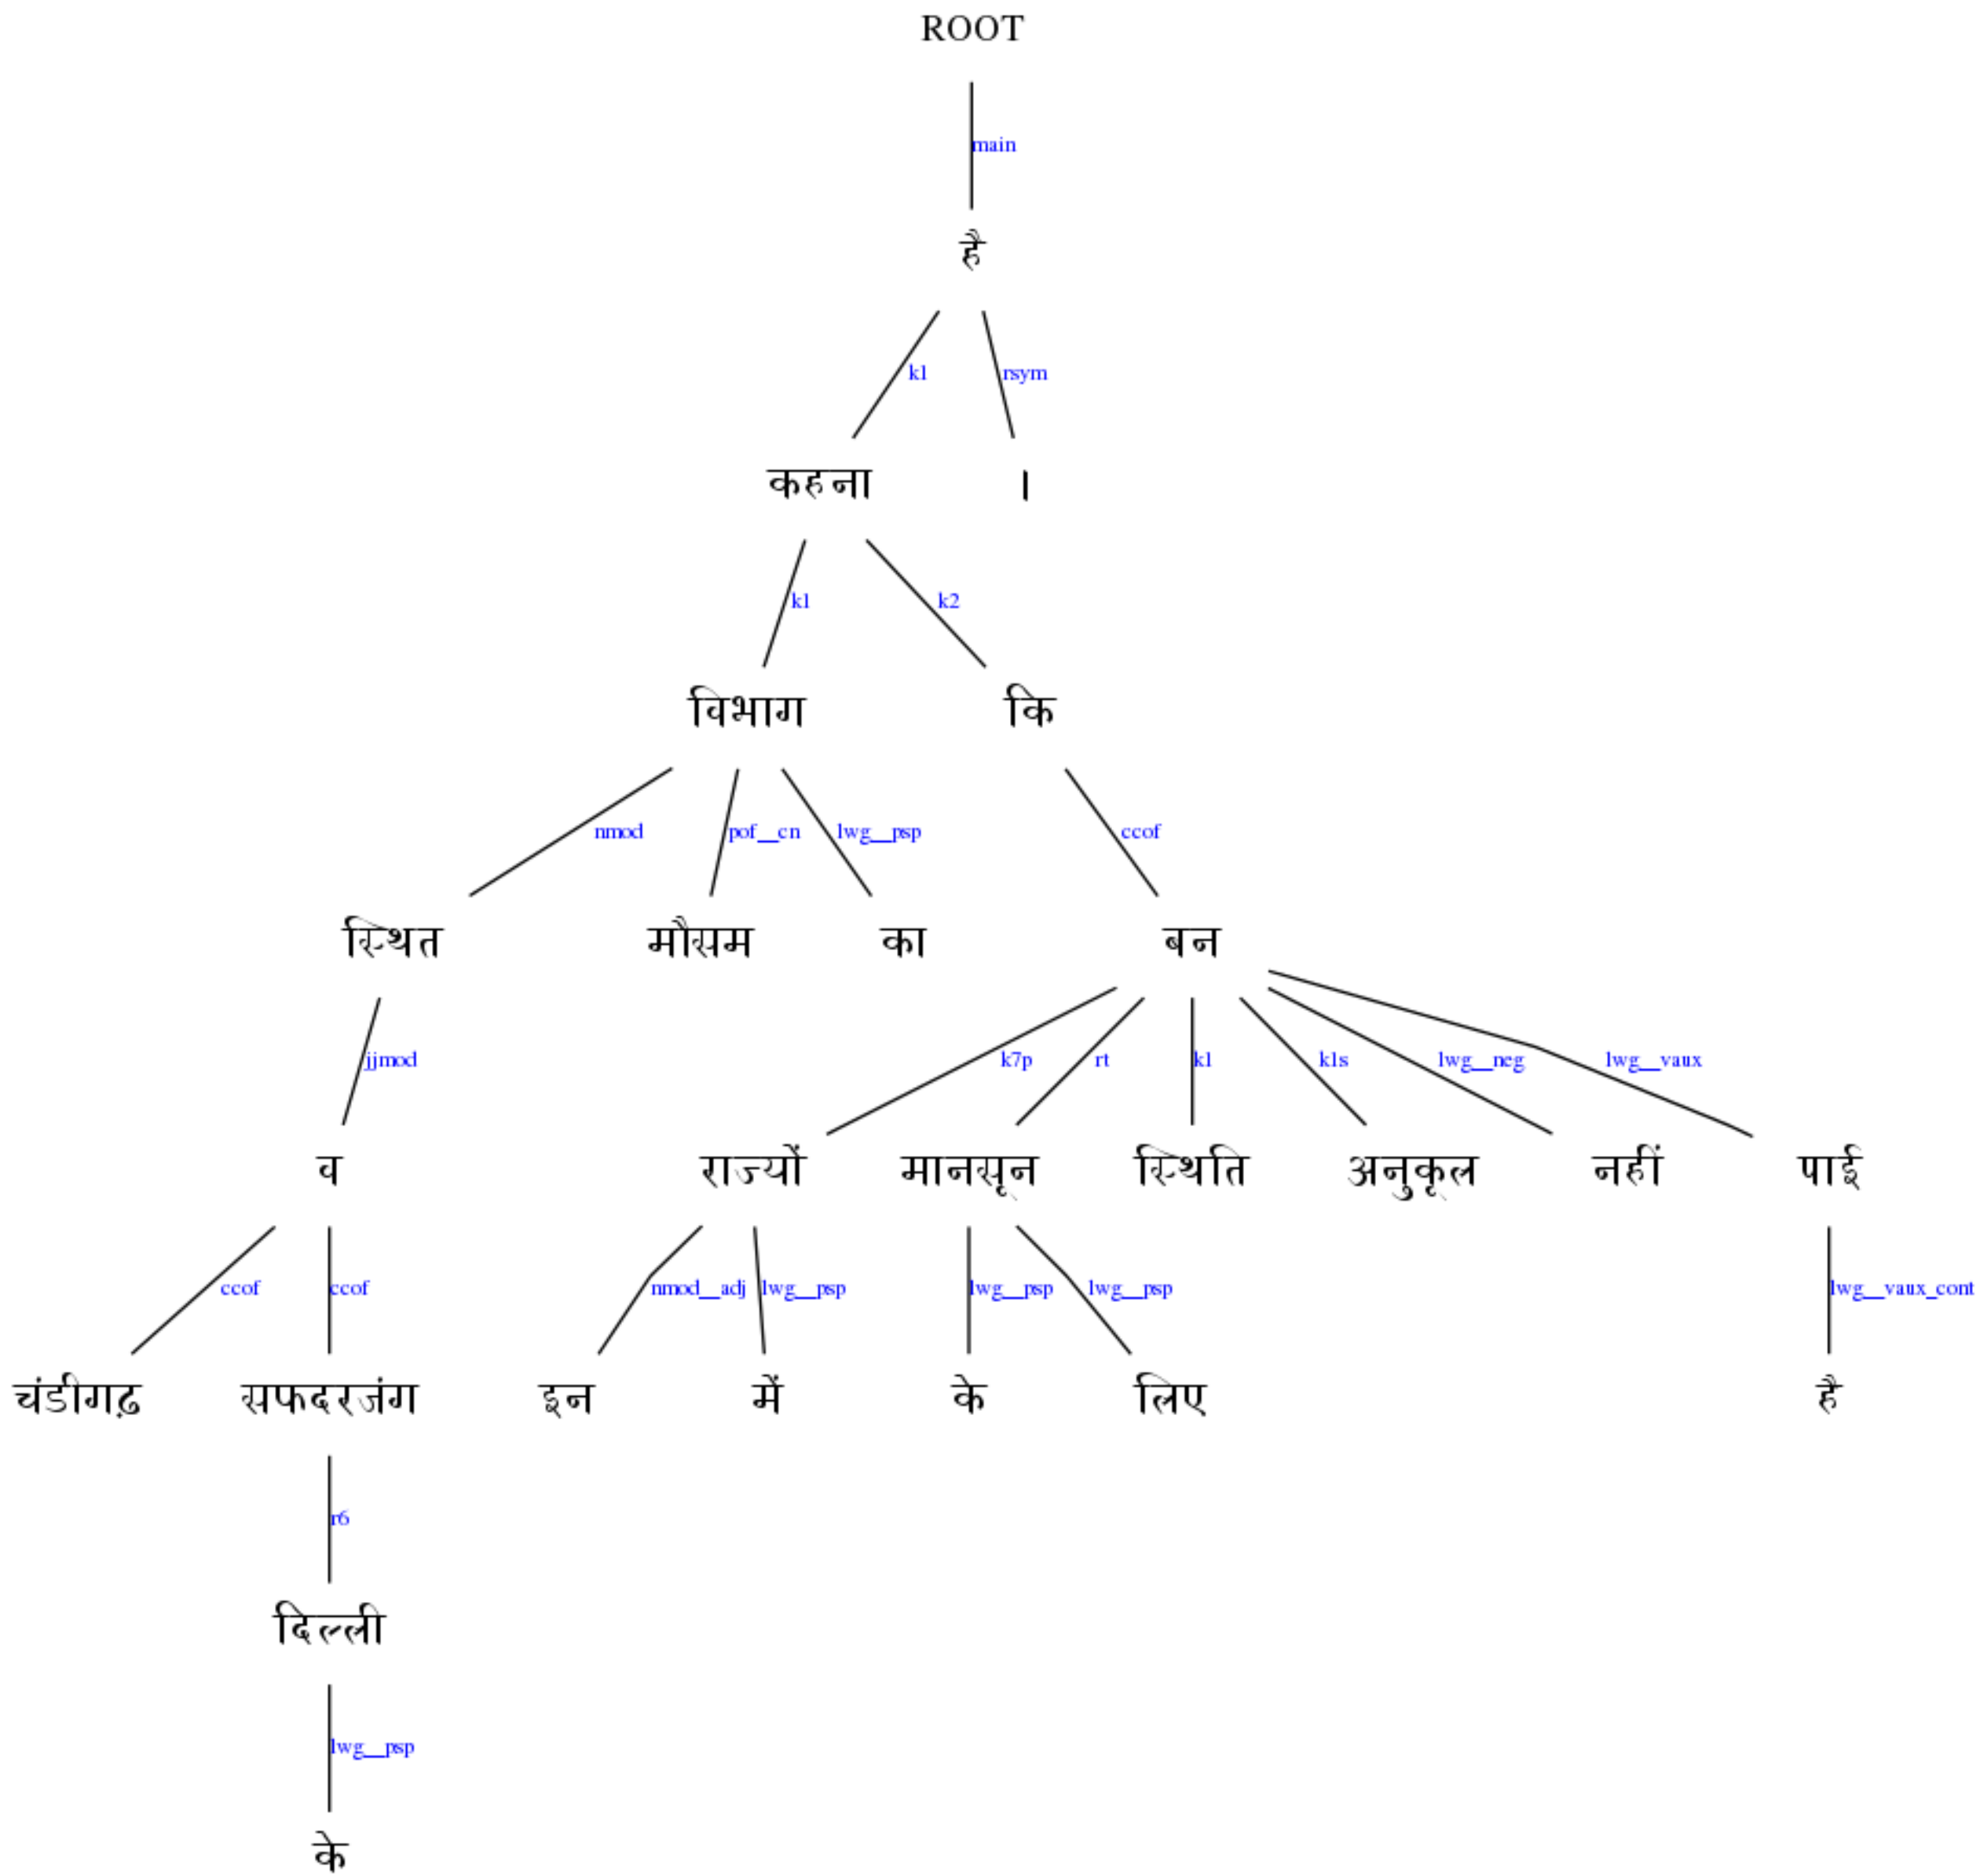 ROOT
main
है
k1 rsym
कहना ।
k1 k2
विभाग कि
nmod pof__cn lwg__psp ccof
स्थित मौसम का बन
jjmod k7p rt k1 k1s lwg__neg lwg__vaux
व राज्यों मानसून स्थिति अनुकूल नहीं पाई
ccof ccof nmod__adj lwg__psp lwg__psp lwg__psp lwg__vaux_cont
चंडीगढ़ सफदरजंग इन में के लिए है
r6
दिल्ली
lwg__psp
के